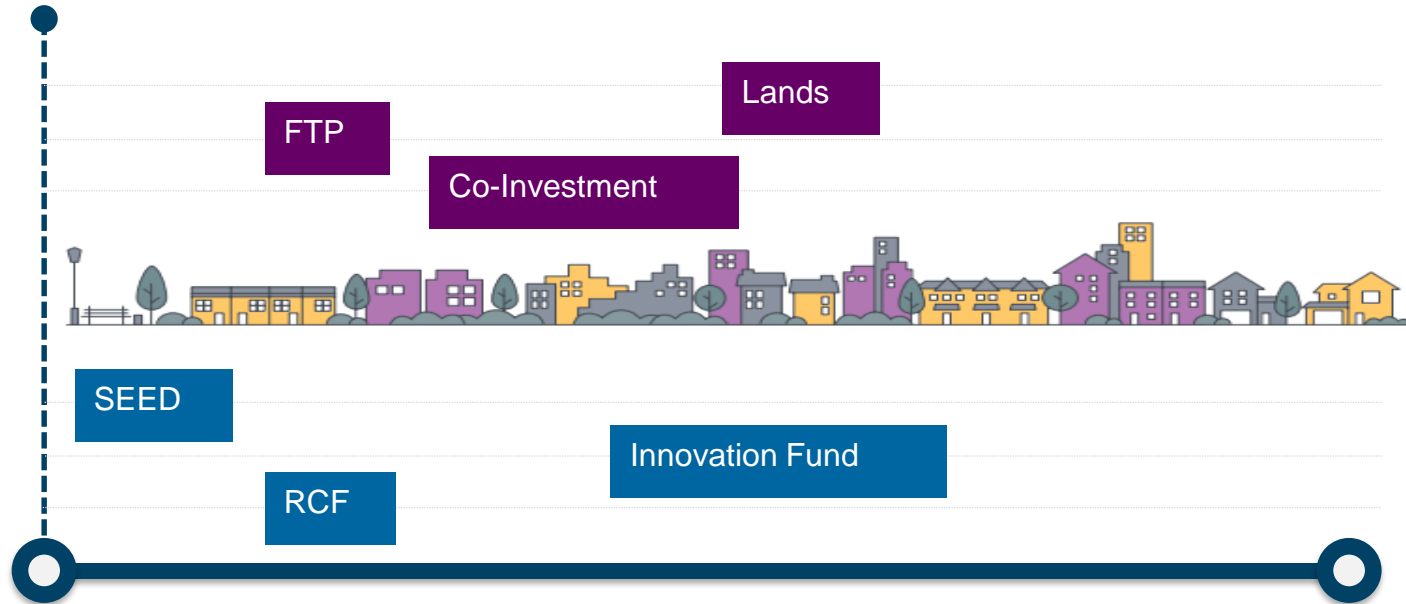 Lands
FTP
Co-Investment
SEED
Innovation Fund
RCF